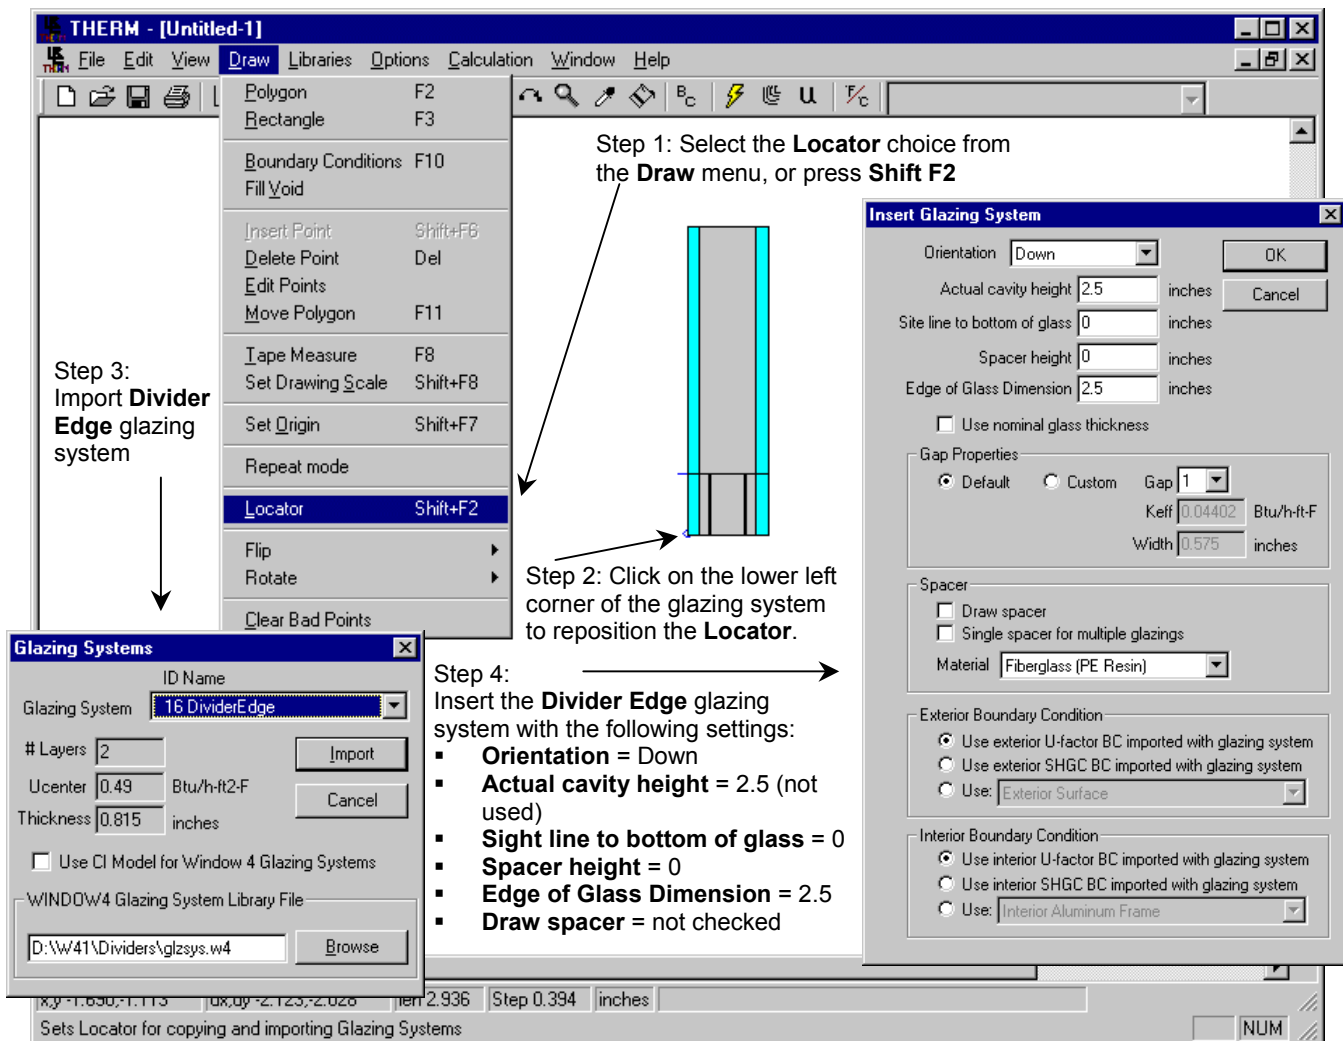 THERM - [Untitled-1]
File Edit View Draw Libraries Options Calculation Window Help
BC U F/C
Polygon F2
Rectangle F3
Boundary Conditions F10
Fill Void
Insert Point Shift+F6
Delete Point Del
Edit Points
Move Polygon F11
Tape Measure F8
Set Drawing Scale Shift+F8
Set Origin Shift+F7
Repeat mode
Locator Shift+F2
Flip
Rotate
Clear Bad Points
Step 1: Select the Locator choice from
the Draw menu, or press Shift F2
Step 3:
Import Divider
Edge glazing
system
Step 2: Click on the lower left
corner of the glazing system
to reposition the Locator.
Insert Glazing System
Orientation Down OK
Actual cavity height 2.5 inches Cancel
Site line to bottom of glass 0 inches
Spacer height 0 inches
Edge of Glass Dimension 2.5 inches
Use nominal glass thickness
Gap Properties
Default Custom Gap 1
Keff 0.04402 Btu/h-ft-F
Width 0.575 inches
Spacer
Draw spacer
Single spacer for multiple glazings
Material Fiberglass (PE Resin)
Exterior Boundary Condition
Use exterior U-factor BC imported with glazing system
Use exterior SHGC BC imported with glazing system
Use: Exterior Surface
Interior Boundary Condition
Use interior U-factor BC imported with glazing system
Use interior SHGC BC imported with glazing system
Use: Interior Aluminum Frame
Glazing Systems
ID Name
Glazing System 16 DividerEdge
# Layers 2 Import
Ucenter 0.49 Btu/h-ft2-F
Cancel
Thickness 0.815 inches
Use CI Model for Window 4 Glazing Systems
WINDOW4 Glazing System Library File
D:\W41\Dividers\glzsys.w4 Browse
Step 4:
Insert the Divider Edge glazing
system with the following settings:
▪ Orientation = Down
▪ Actual cavity height = 2.5 (not
used)
▪ Sight line to bottom of glass = 0
▪ Spacer height = 0
▪ Edge of Glass Dimension = 2.5
▪ Draw spacer = not checked
x,y -1.690,-1.113 dx,dy -2.123,-2.028 len 2.936 Step 0.394 inches
Sets Locator for copying and importing Glazing Systems NUM